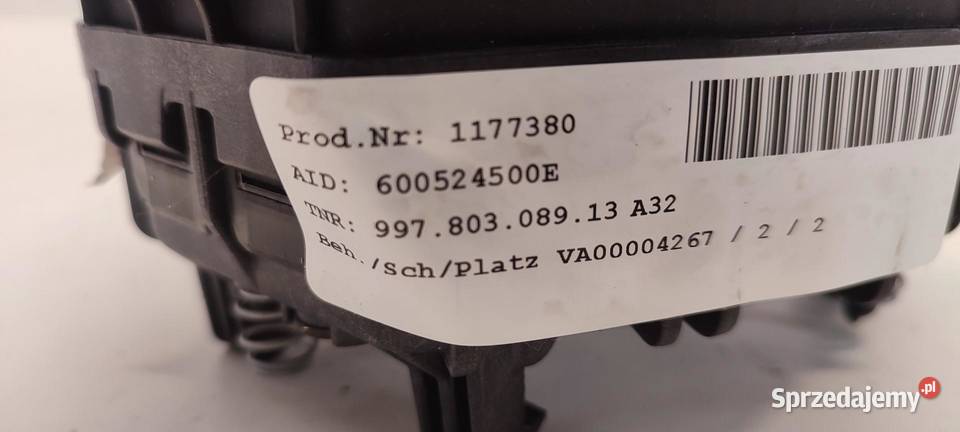 Prod.Nr: 1177380
AID: 600524500E
TNR: 997.803.089.13 A32
Beh./Sch/Platz VA00004267 / 2 / 2
Sprzedajemy.pl